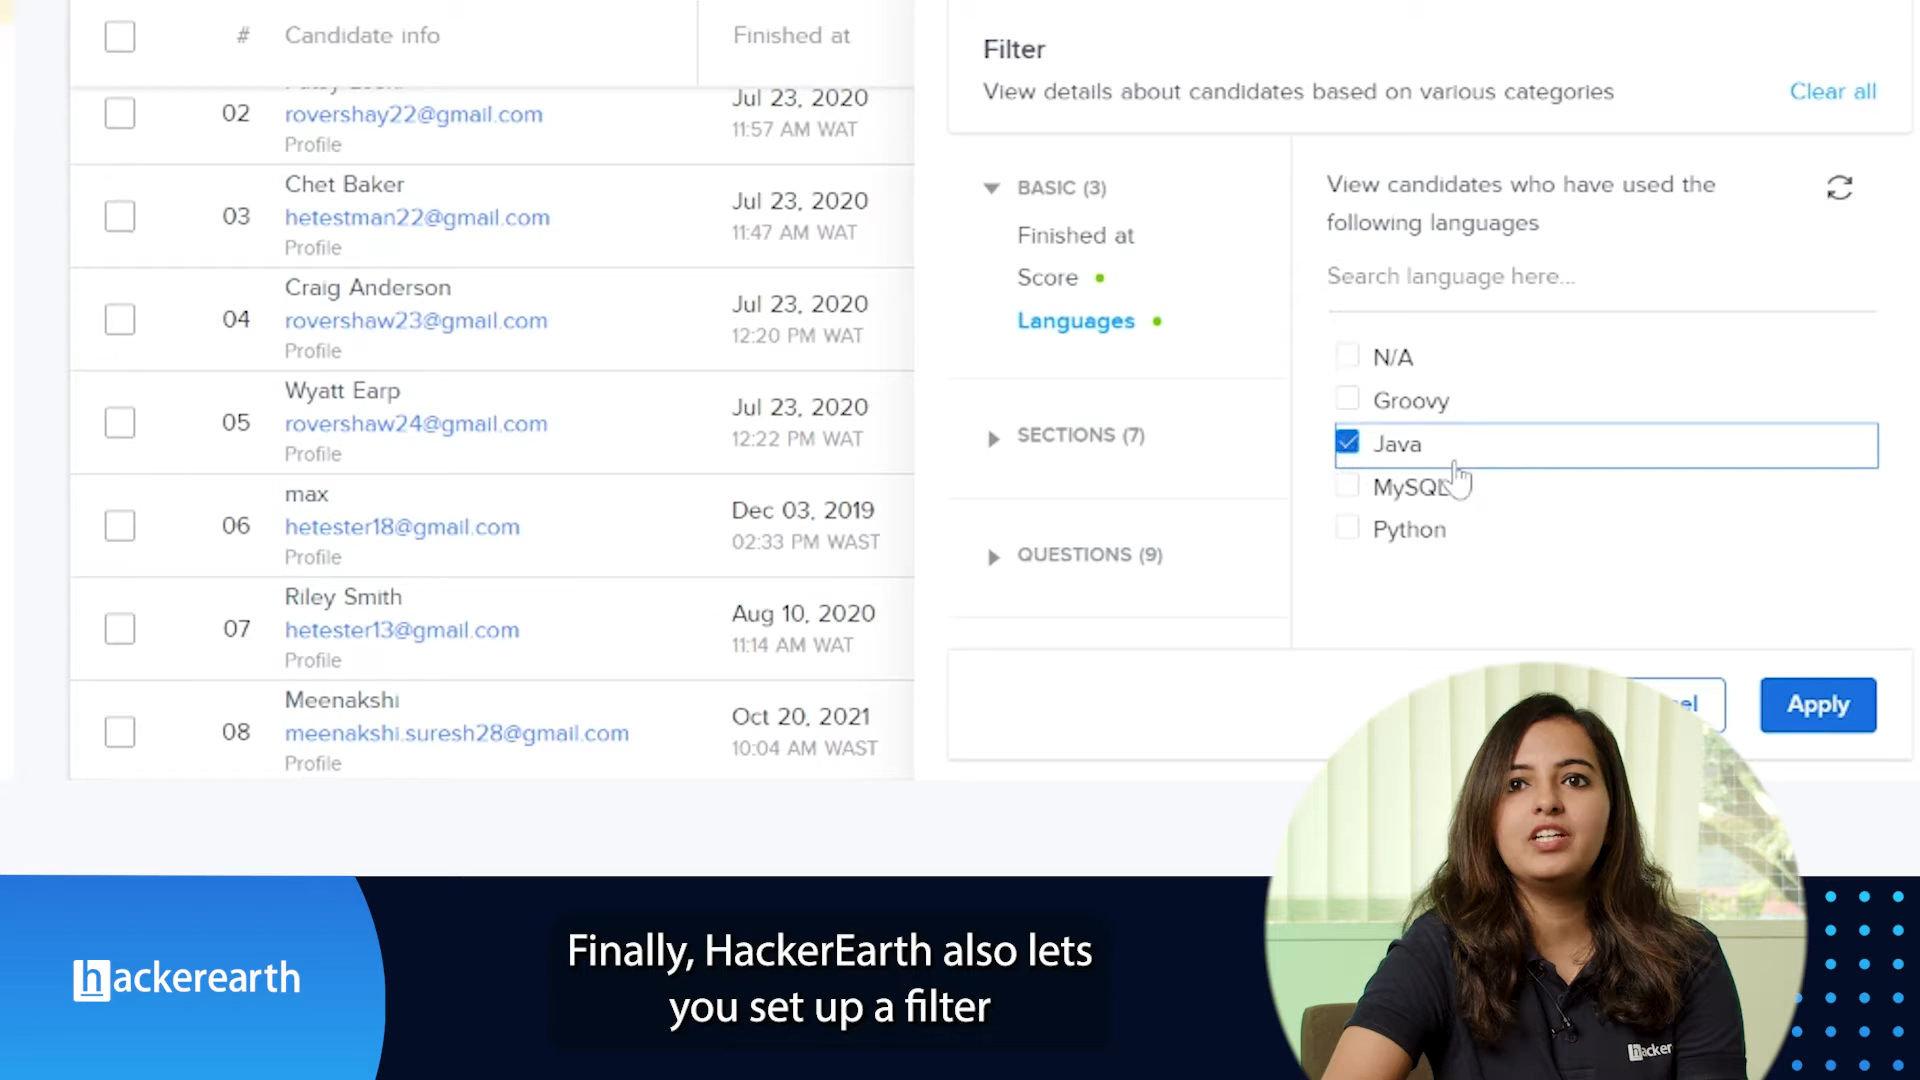 # Candidate info Finished at
02 rovershay22@gmail.com
Profile
Jul 23, 2020
11:57 AM WAT
Chet Baker
03 hetestman22@gmail.com
Profile
Jul 23, 2020
11:47 AM WAT
Craig Anderson
04 rovershaw23@gmail.com
Profile
Jul 23, 2020
12:20 PM WAT
Wyatt Earp
05 rovershaw24@gmail.com
Profile
Jul 23, 2020
12:22 PM WAT
max
06 hetester18@gmail.com
Profile
Dec 03, 2019
02:33 PM WAST
Riley Smith
07 hetester13@gmail.com
Profile
Aug 10, 2020
11:14 AM WAT
Meenakshi
08 meenakshi.suresh28@gmail.com
Profile
Oct 20, 2021
10:04 AM WAST
Filter
View details about candidates based on various categories
Clear all
BASIC (3)
Finished at
Score
Languages
SECTIONS (7)
QUESTIONS (9)
View candidates who have used the
following languages
Search language here...
N/A
Groovy
Java
MySQL
Python
Apply
hackerearth
Finally, HackerEarth also lets
you set up a filter
hacker